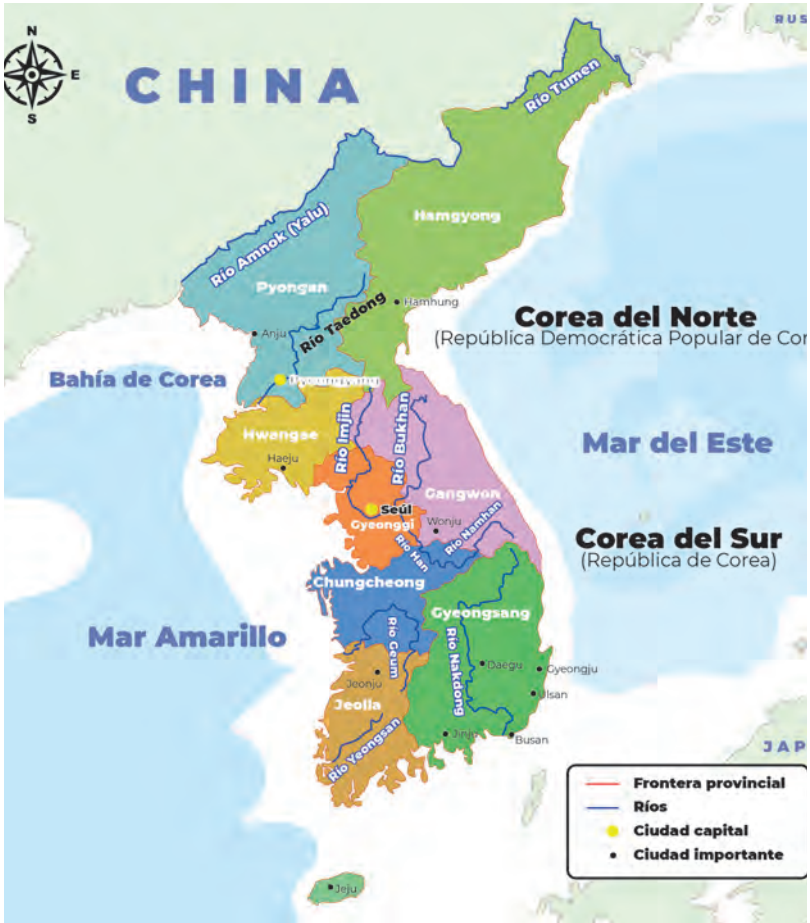 N
E
S
RUS
CHINA
Río Tumen
Hamgyong
Río Amnok (Yalu)
Pyongan
Río Taedong
Hamhung
Anju
Corea del Norte
(República Democrática Popular de Cor
Bahía de Corea
Pyeongyang
Hwangae
Río Imjin
Río Bukhan
Mar del Este
Haeju
Gangwon
Seúl
Gyeonggi
Wonju
Río Namhan
Río Han
Corea del Sur
(República de Corea)
Chungcheong
Gyeongsang
Mar Amarillo
Río Geum
Río Nakdong
Daegu
Gyeongju
Jeonju
Jeolla
Ulsan
Río Yeongsan
Jinju
Busan
JAP
Frontera provincial
Ríos
Ciudad capital
Ciudad importante
Jeju